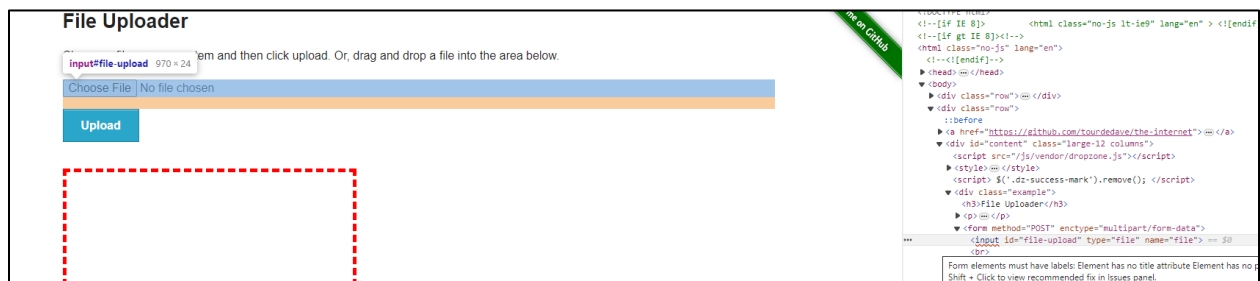 File Uploader
tem and then click upload. Or, drag and drop a file into the area below.
input#file-upload 970 × 24
Choose File No file chosen
Upload
me on GitHub
<!DOCTYPE html>
<!--[if IE 8]> <html class="no-js lt-ie9" lang="en" > <![endif
<!--[if gt IE 8]><!-->
<html class="no-js" lang="en">
<!--<![endif]-->
▶ <head> ⋯ </head>
▼ <body>
▶ <div class="row"> ⋯ </div>
▼ <div class="row">
::before
▶ <a href="https://github.com/tourdedave/the-internet"> ⋯ </a>
▼ <div id="content" class="large-12 columns">
<script src="/js/vendor/dropzone.js"></script>
▶ <style> ⋯ </style>
<script> $('.dz-success-mark').remove(); </script>
▼ <div class="example">
<h3>File Uploader</h3>
▶ <p> ⋯ </p>
▼ <form method="POST" enctype="multipart/form-data">
⋯ <input id="file-upload" type="file" name="file"> == $0
<br>
Form elements must have labels: Element has no title attribute Element has no p
Shift + Click to view recommended fix in Issues panel.